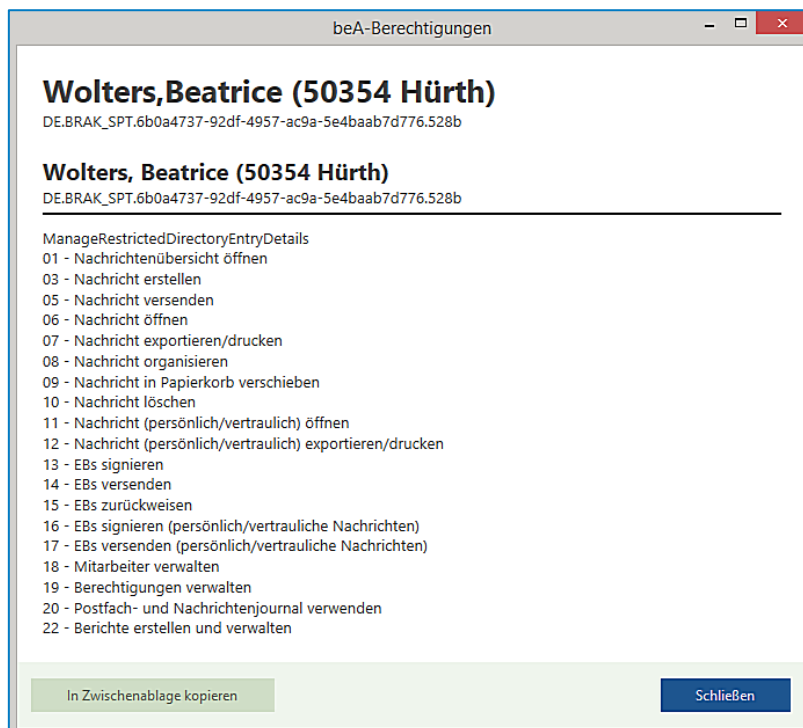 beA-Berechtigungen
Wolters,Beatrice (50354 Hürth)
DE.BRAK_SPT.6b0a4737-92df-4957-ac9a-5e4baab7d776.528b
Wolters, Beatrice (50354 Hürth)
DE.BRAK_SPT.6b0a4737-92df-4957-ac9a-5e4baab7d776.528b
ManageRestrictedDirectoryEntryDetails
01 - Nachrichtenübersicht öffnen
03 - Nachricht erstellen
05 - Nachricht versenden
06 - Nachricht öffnen
07 - Nachricht exportieren/drucken
08 - Nachricht organisieren
09 - Nachricht in Papierkorb verschieben
10 - Nachricht löschen
11 - Nachricht (persönlich/vertraulich) öffnen
12 - Nachricht (persönlich/vertraulich) exportieren/drucken
13 - EBs signieren
14 - EBs versenden
15 - EBs zurückweisen
16 - EBs signieren (persönlich/vertrauliche Nachrichten)
17 - EBs versenden (persönlich/vertrauliche Nachrichten)
18 - Mitarbeiter verwalten
19 - Berechtigungen verwalten
20 - Postfach- und Nachrichtenjournal verwenden
22 - Berichte erstellen und verwalten
In Zwischenablage kopieren
Schließen